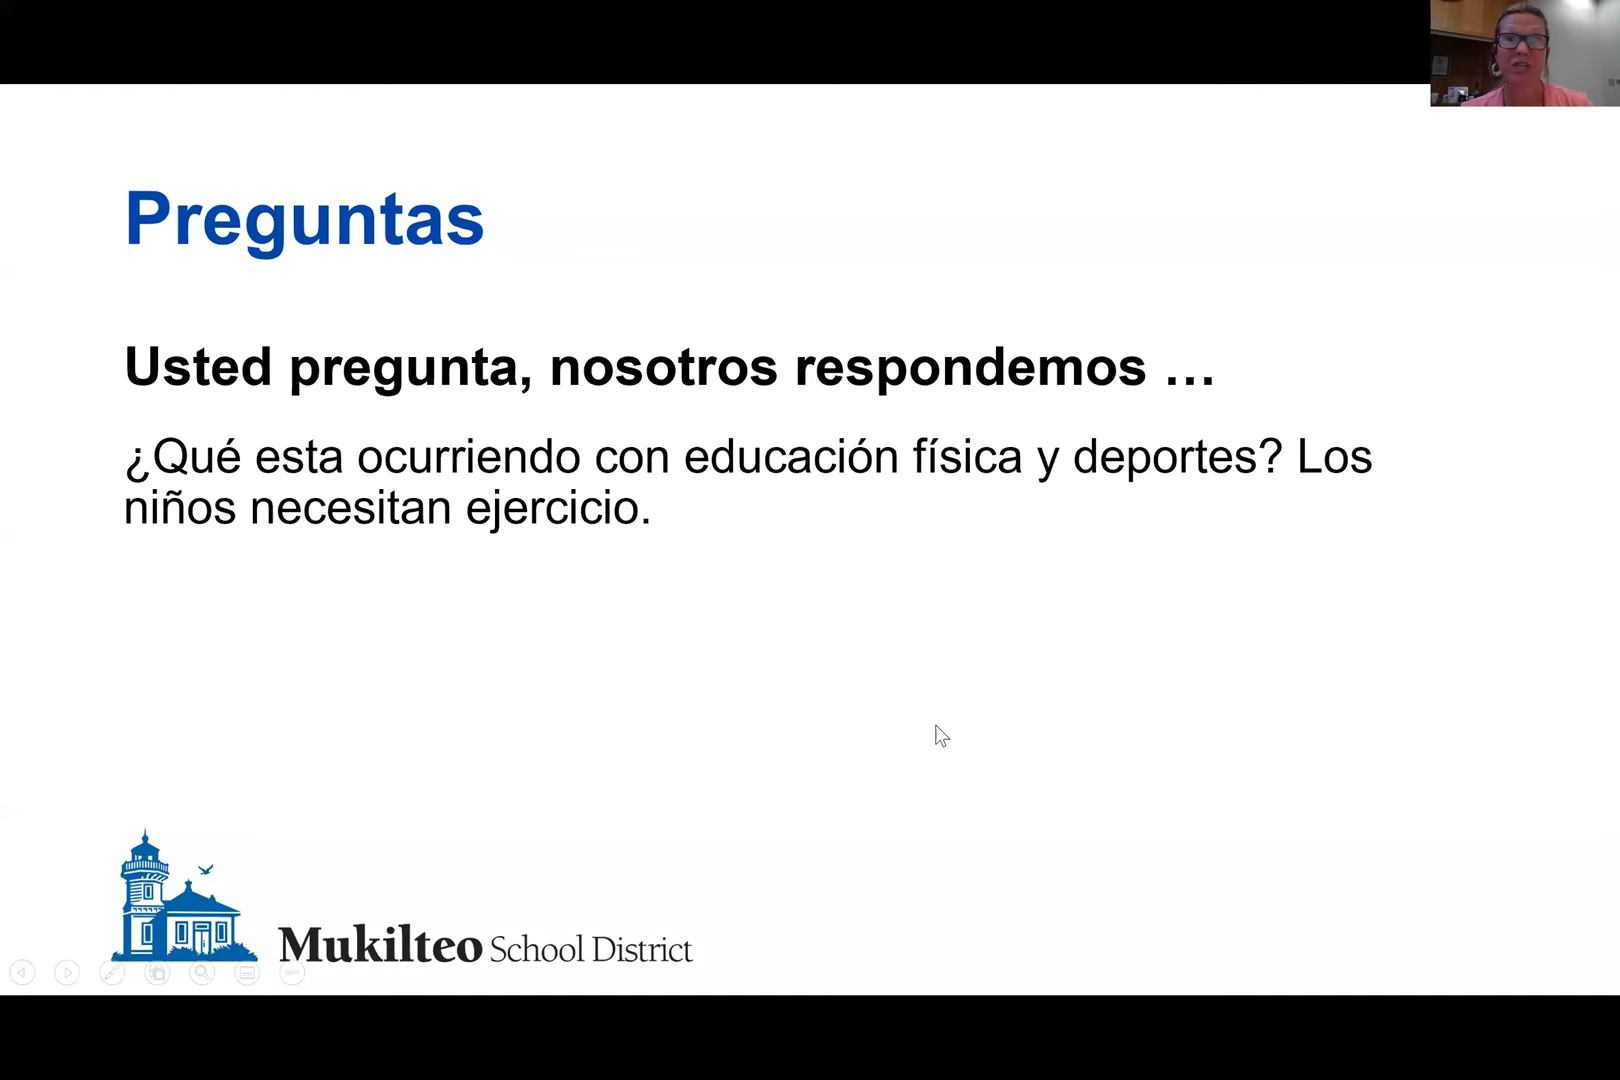 Preguntas
Usted pregunta, nosotros respondemos …
¿Qué esta ocurriendo con educación física y deportes? Los
niños necesitan ejercicio.
Mukilteo School District